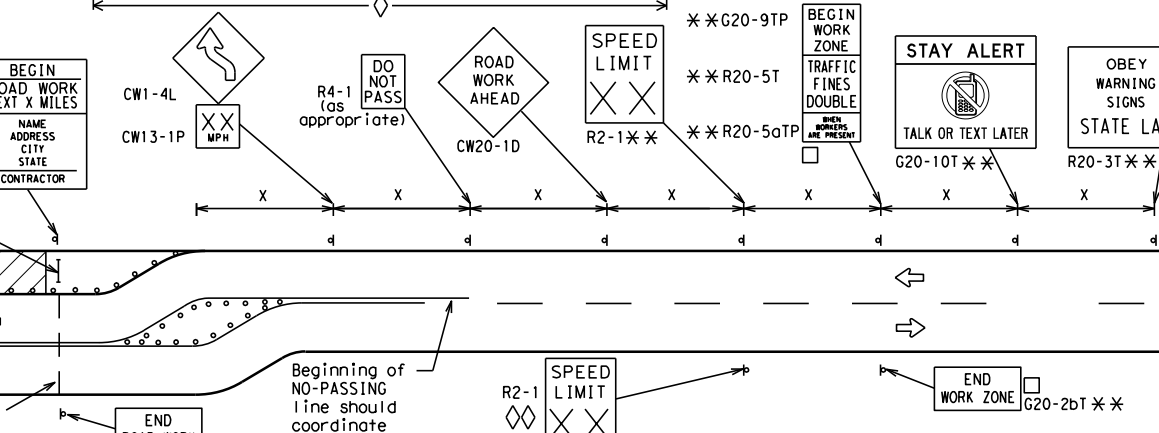 BEGIN
ROAD WORK
NEXT X MILES
NAME
ADDRESS
CITY
STATE
CONTRACTOR
CW1-4L
CW13-1P
XX
MPH
R4-1
(as
appropriate)
DO
NOT
PASS
ROAD
WORK
AHEAD
CW20-1D
SPEED
LIMIT
X X
R2-1**
**G20-9TP
**R20-5T
**R20-5aTP
BEGIN
WORK
ZONE
TRAFFIC
FINES
DOUBLE
WHEN
WORKERS
ARE PRESENT
STAY ALERT
TALK OR TEXT LATER
G20-10T**
OBEY
WARNING
SIGNS
STATE LA
R20-3T**
X X X X X X X
Beginning of
NO-PASSING
line should
coordinate
R2-1
SPEED
LIMIT
X X
END
WORK ZONE
G20-2bT**
END
ROAD WORK